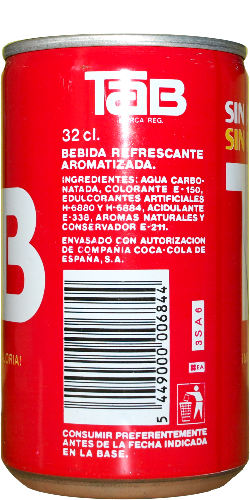 TaB
MARCA REG.
32 cl.
BEBIDA REFRESCANTE
AROMATIZADA.
INGREDIENTES: AGUA CARBO-
NATADA, COLORANTE E-150,
EDULCORANTES ARTIFICIALES
H-6880 Y H-6884, ACIDULANTE
E-338, AROMAS NATURALES Y
CONSERVADOR E-211.
ENVASADO CON AUTORIZACION
DE COMPAÑIA COCA-COLA DE
ESPAÑA, S.A.
5 449000 006844
3SA6
EA
CONSUMIR PREFERENTEMENTE
ANTES DE LA FECHA INDICADA
EN LA BASE.
B
SIN
SIN